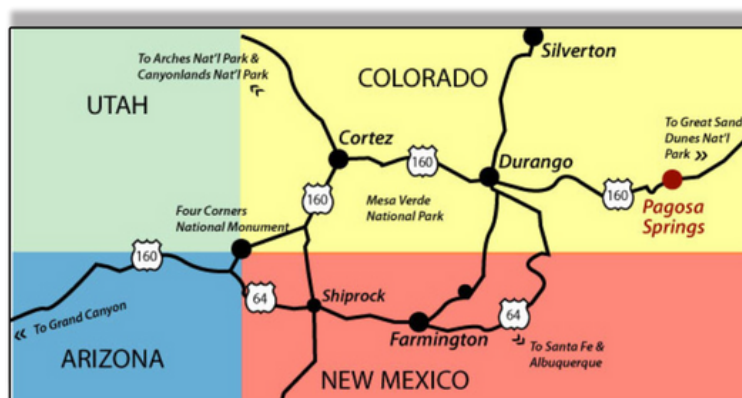 Silverton
To Arches Nat'l Park &
Canyonlands Nat'l Park
COLORADO
UTAH
To Great Sand
Dunes Nat'l
Park
Cortez
160
Durango
160
160
Mesa Verde
National Park
Pagosa
Springs
Four Corners
National Monument
160
64
Shiprock
64
To Grand Canyon
Farmington
To Santa Fe &
Albuquerque
ARIZONA
NEW MEXICO